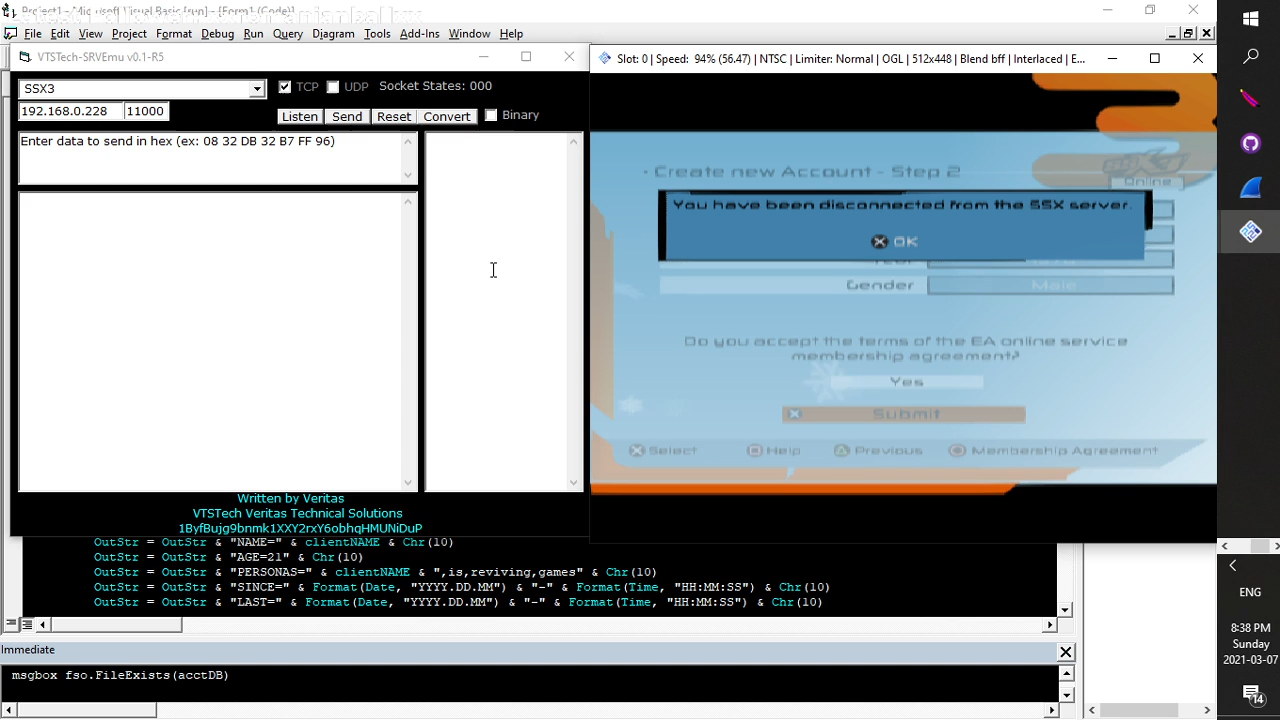 File Edit View Project Format Debug Run Query Diagram Tools Add-Ins Window Help
VTSTech-SRVEmu v0.1-R5
SSX3
TCP UDP Socket States: 000
192.168.0.228 11000
Listen Send Reset Convert Binary
Enter data to send in hex (ex: 08 32 DB 32 B7 FF 96)
Written by Veritas
VTSTech Veritas Technical Solutions
1ByfBujg9bnmk1XXY2rxY6obhqHMUNiDuP
Slot: 0 | Speed: 94% (56.47) | NTSC | Limiter: Normal | OGL | 512x448 | Blend bff | Interlaced | E...
- Create new Account - Step 2
Online
You have been disconnected from the SSX server.
OK
Year
Gender Male
Do you accept the terms of the EA online service
membership agreement?
Yes
Submit
Select Help Previous Membership Agreement
OutStr = OutStr & "NAME=" & clientNAME & Chr(10)
OutStr = OutStr & "AGE=21" & Chr(10)
OutStr = OutStr & "PERSONAS=" & clientNAME & ",is,reviving,games" & Chr(10)
OutStr = OutStr & "SINCE=" & Format(Date, "YYYY.DD.MM") & "-" & Format(Time, "HH:MM:SS") & Chr(10)
OutStr = OutStr & "LAST=" & Format(Date, "YYYY.DD.MM") & "-" & Format(Time, "HH:MM:SS") & Chr(10)
Immediate
msgbox fso.FileExists(acctDB)
ENG
8:38 PM
Sunday
2021-03-07
14